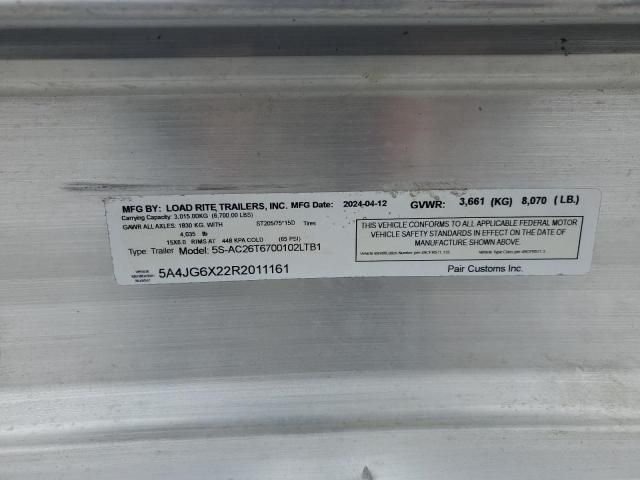 MFG BY: LOAD RITE TRAILERS, INC. MFG Date: 2024-04-12 GVWR: 3,661 (KG) 8,070 (LB.)
Carrying Capacity: 3,015.00KG (6,700.00 LBS)
GAWR ALL AXLES: 1830 KG. WITH ST205/75*15D Tires
4,035 lb
15X6.0 RIMS AT 448 KPA COLD (65 PSI)
Type: Trailer Model: 5S-AC26T6700102LTB1
Vehicle Identification Number 5A4JG6X22R2011161
THIS VEHICLE CONFORMS TO ALL APPLICABLE FEDERAL MOTOR
VEHICLE SAFETY STANDARDS IN EFFECT ON THE DATE OF
MANUFACTURE SHOWN ABOVE.
Pair Customs Inc.